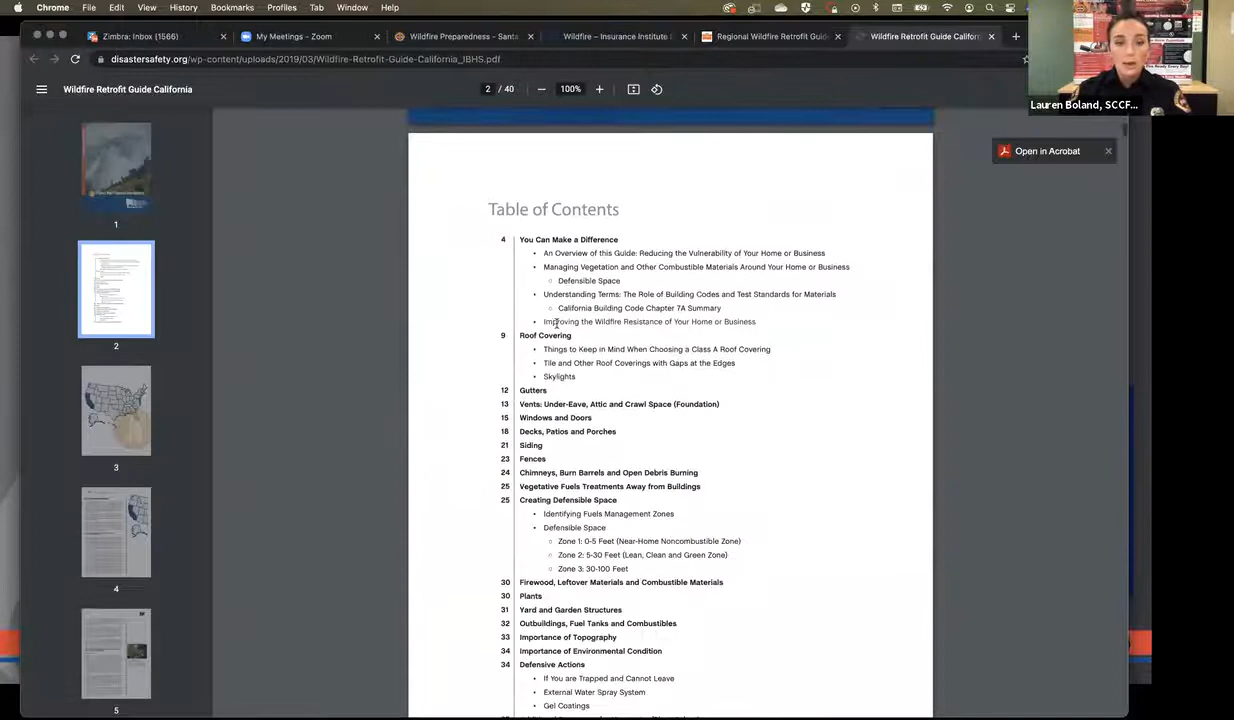 Chrome File Edit View History Bookmarks Profiles Tab Window Help
Zimbra: Inbox (1566)
My Meetings - Zoom
Wildfire Preparedness - Santa
Wildfire – Insurance Institute
Regional Wildfire Retrofit Guide
Wildfire Retrofit Guide Californ
disastersafety.org/wp-content/uploads/2019/03/Wildfire-Retrofit-Guide-California_IBHS.pdf
Wildfire Retrofit Guide California
2 / 40
100%
Lauren Boland, SCCF...
Open in Acrobat
1
2
3
4
5
Table of Contents
4 You Can Make a Difference
• An Overview of this Guide: Reducing the Vulnerability of Your Home or Business
• Managing Vegetation and Other Combustible Materials Around Your Home or Business
○ Defensible Space
• Understanding Terms: The Role of Building Codes and Test Standards for Materials
○ California Building Code Chapter 7A Summary
• Improving the Wildfire Resistance of Your Home or Business
9 Roof Covering
• Things to Keep in Mind When Choosing a Class A Roof Covering
• Tile and Other Roof Coverings with Gaps at the Edges
• Skylights
12 Gutters
13 Vents: Under-Eave, Attic and Crawl Space (Foundation)
15 Windows and Doors
18 Decks, Patios and Porches
21 Siding
23 Fences
24 Chimneys, Burn Barrels and Open Debris Burning
25 Vegetative Fuels Treatments Away from Buildings
25 Creating Defensible Space
• Identifying Fuels Management Zones
• Defensible Space
○ Zone 1: 0-5 Feet (Near-Home Noncombustible Zone)
○ Zone 2: 5-30 Feet (Lean, Clean and Green Zone)
○ Zone 3: 30-100 Feet
30 Firewood, Leftover Materials and Combustible Materials
30 Plants
31 Yard and Garden Structures
32 Outbuildings, Fuel Tanks and Combustibles
33 Importance of Topography
34 Importance of Environmental Condition
34 Defensive Actions
• If You are Trapped and Cannot Leave
• External Water Spray System
• Gel Coatings